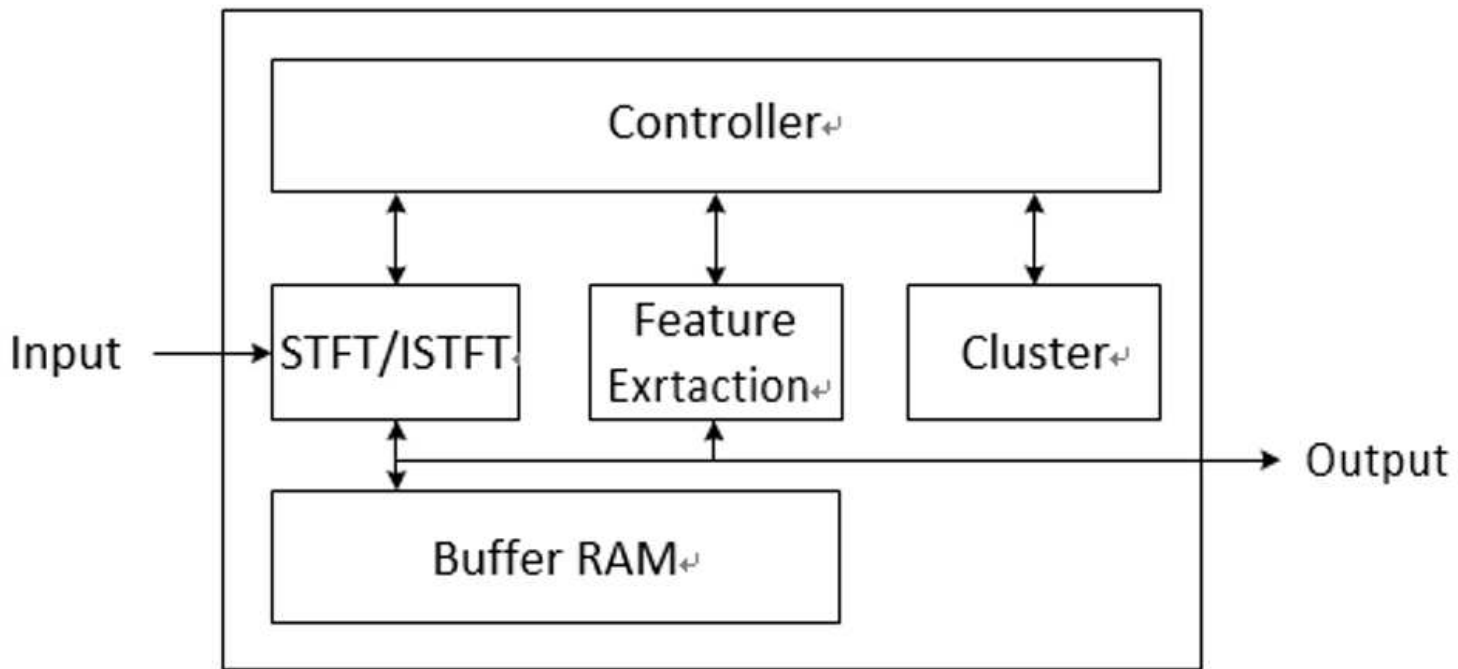 Controller
Input
STFT/ISTFT
Feature
Exrtaction
Cluster
Output
Buffer RAM